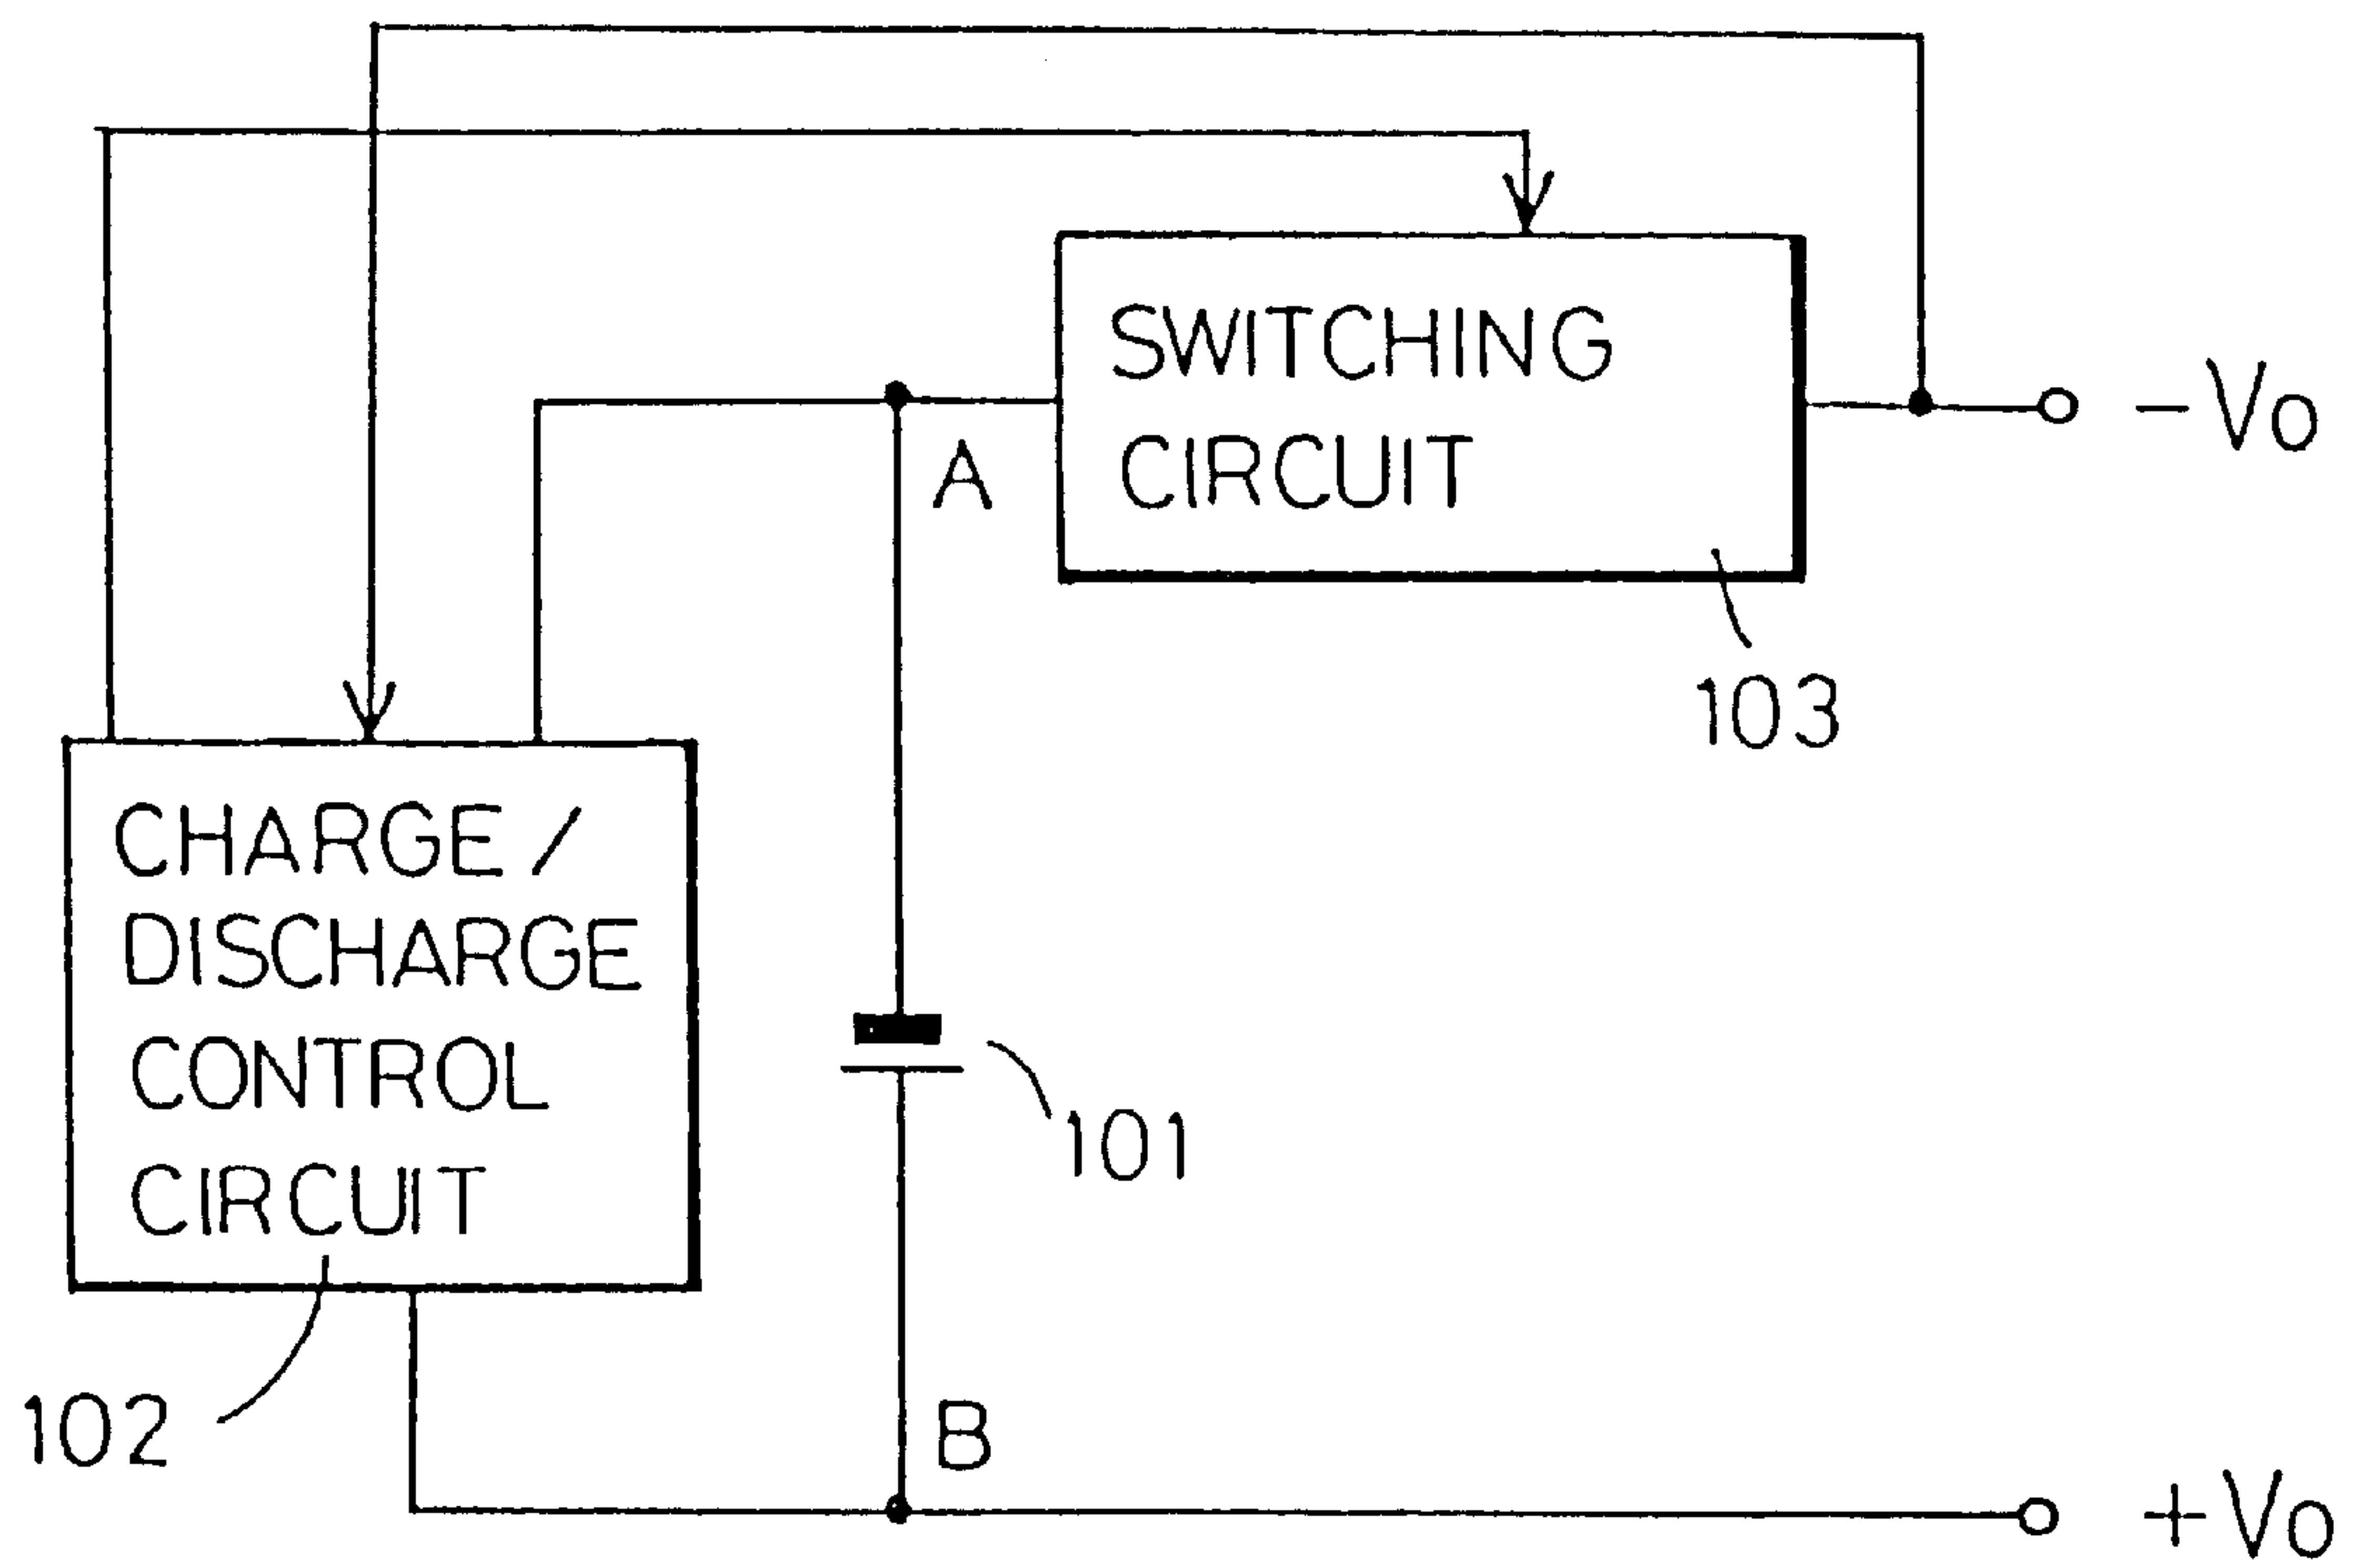 SWITCHING
CIRCUIT
-Vo
A
103
CHARGE /
DISCHARGE
CONTROL
CIRCUIT
101
102
B
+Vo